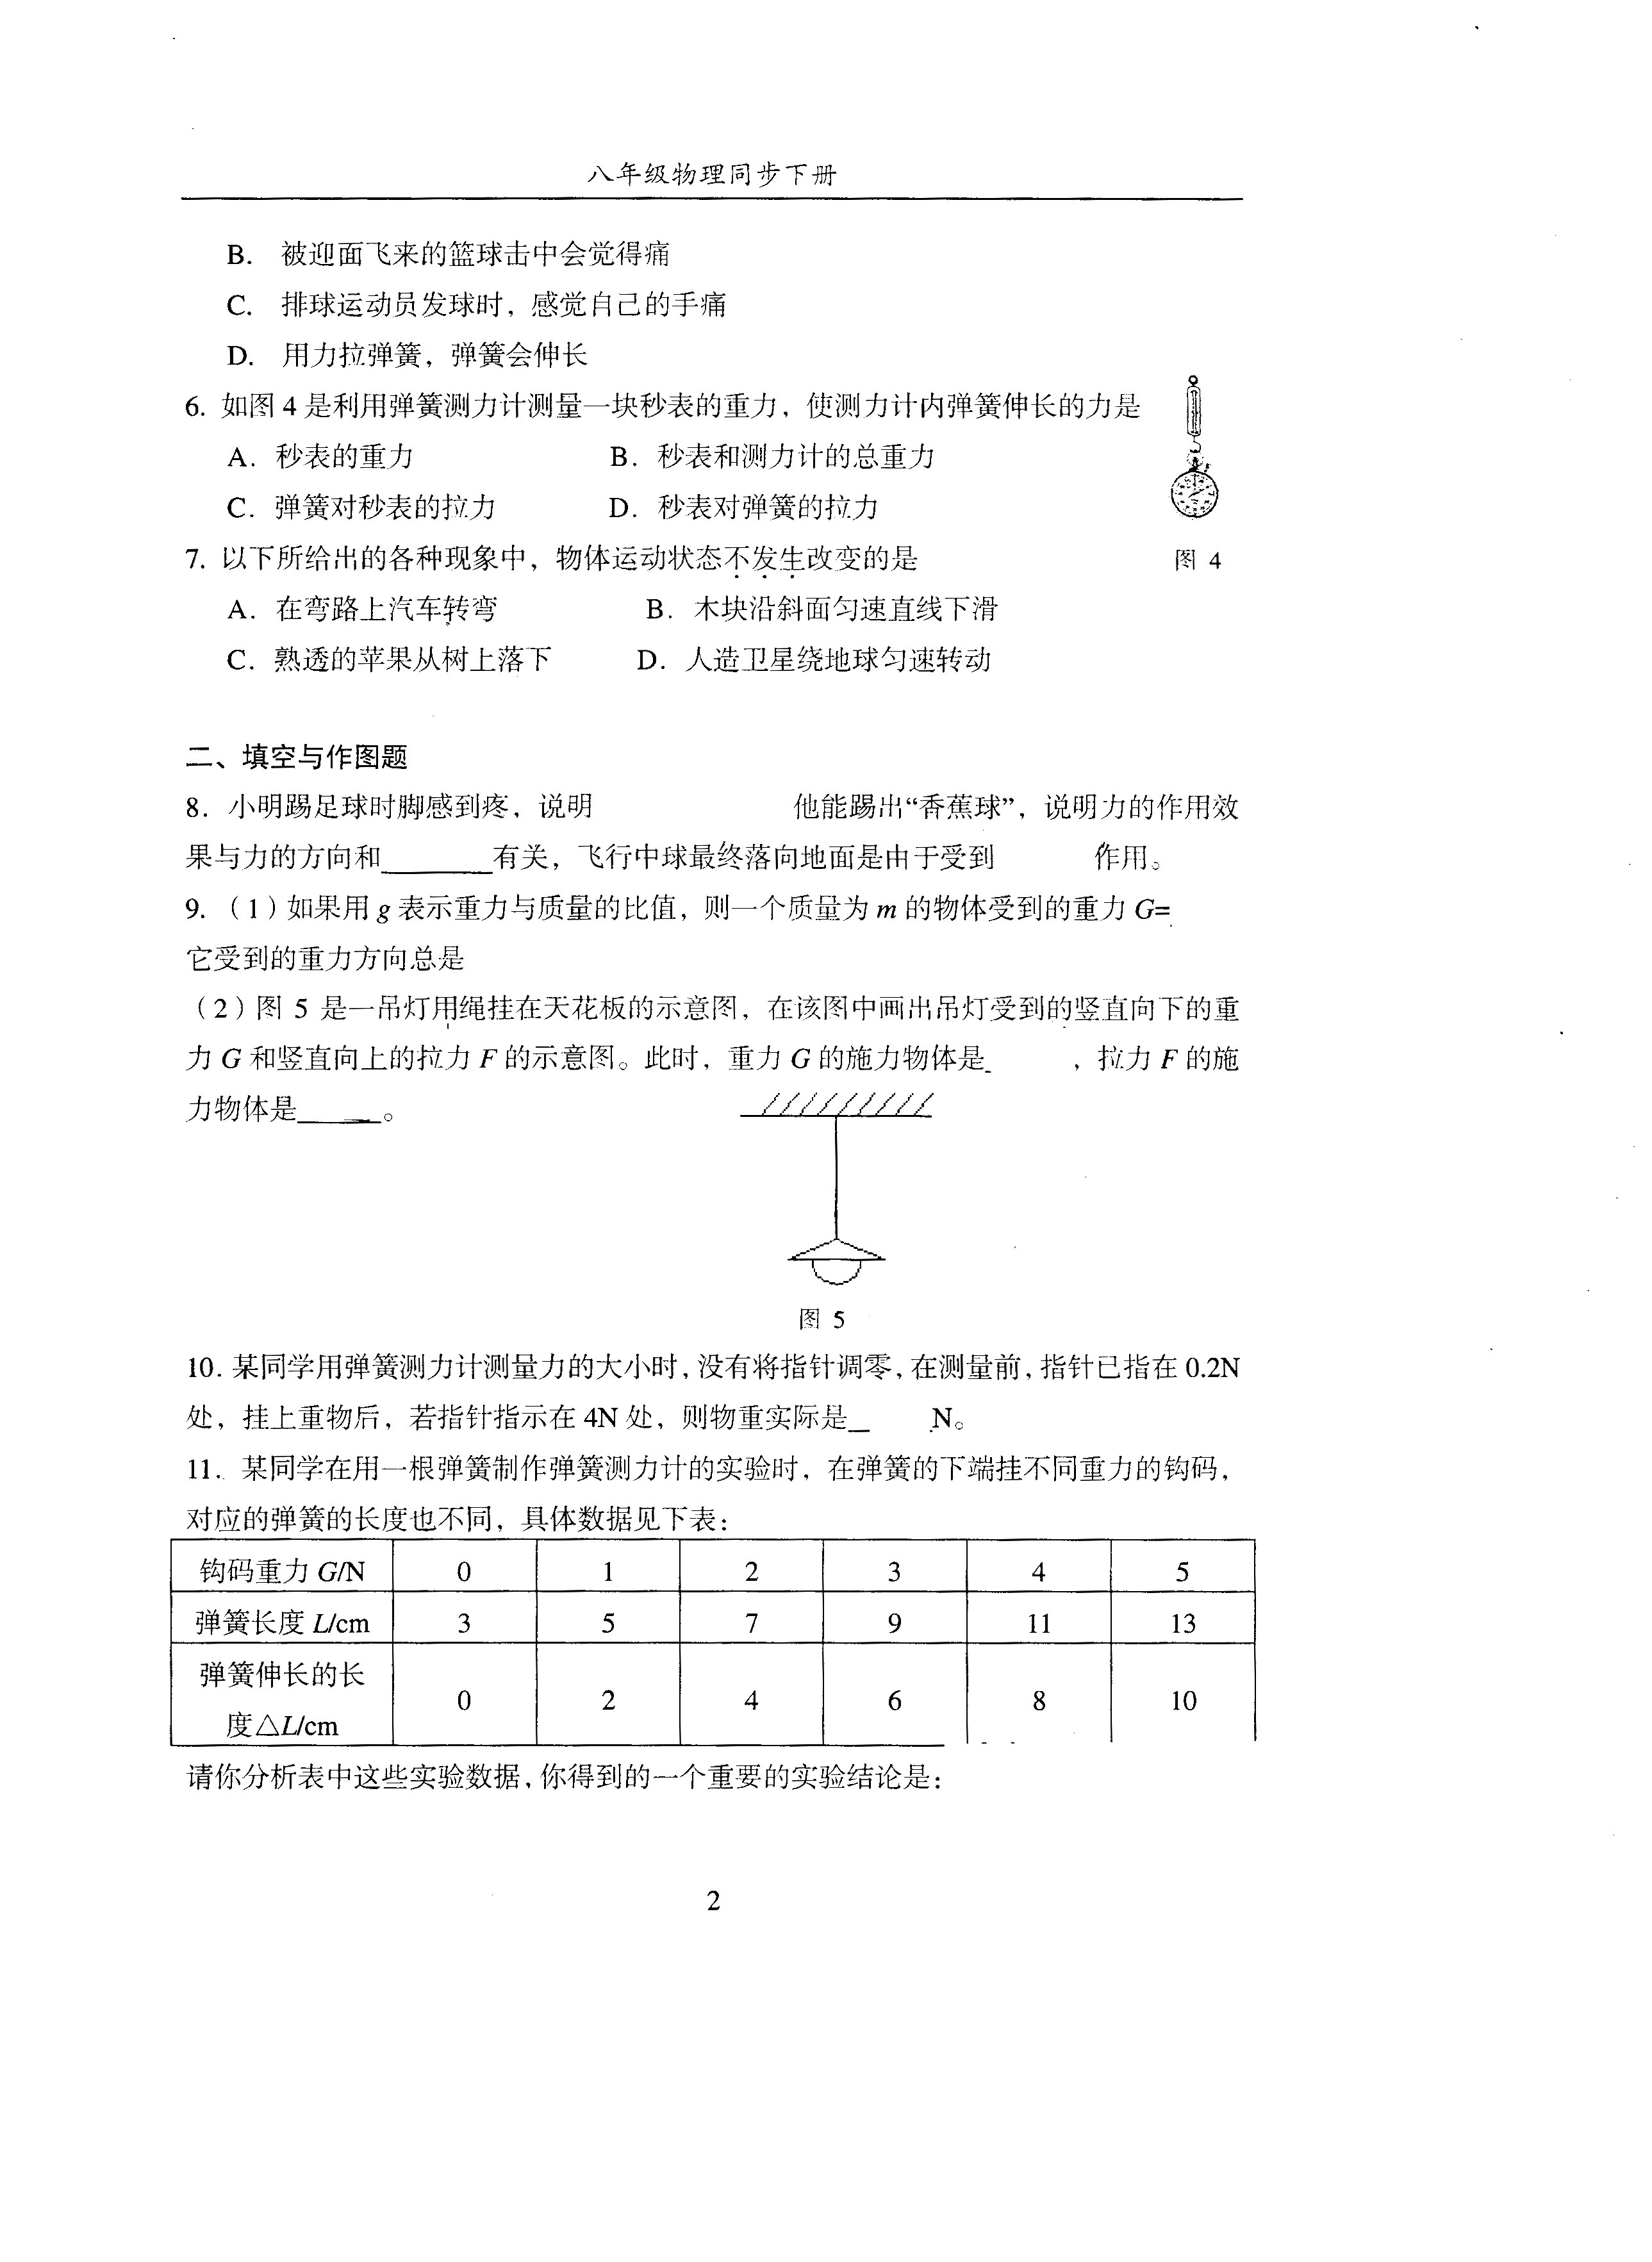 八年级物理同步下册
B. 被迎面飞来的篮球击中会觉得痛
C. 排球运动员发球时，感觉自己的手痛
D. 用力拉弹簧，弹簧会伸长
6. 如图 4 是利用弹簧测力计测量一块秒表的重力，使测力计内弹簧伸长的力是
A. 秒表的重力 B. 秒表和测力计的总重力
C. 弹簧对秒表的拉力 D. 秒表对弹簧的拉力
7. 以下所给出的各种现象中，物体运动状态不发生改变的是
图 4
A. 在弯路上汽车转弯 B. 木块沿斜面匀速直线下滑
C. 熟透的苹果从树上落下 D. 人造卫星绕地球匀速转动
二、填空与作图题
8. 小明踢足球时脚感到疼，说明 他能踢出“香蕉球”，说明力的作用效
果与力的方向和________有关，飞行中球最终落向地面是由于受到 作用。
9. （1）如果用 g 表示重力与质量的比值，则一个质量为 m 的物体受到的重力 G=
它受到的重力方向总是
（2）图 5 是一吊灯用绳挂在天花板的示意图，在该图中画出吊灯受到的竖直向下的重
力 G 和竖直向上的拉力 F 的示意图。此时，重力 G 的施力物体是 ，拉力 F 的施
力物体是______。
图 5
10. 某同学用弹簧测力计测量力的大小时，没有将指针调零，在测量前，指针已指在 0.2N
处，挂上重物后，若指针指示在 4N 处，则物重实际是_ N。
11. 某同学在用一根弹簧制作弹簧测力计的实验时，在弹簧的下端挂不同重力的钩码，
对应的弹簧的长度也不同，具体数据见下表：
钩码重力 G/N 0 1 2 3 4 5
弹簧长度 L/cm 3 5 7 9 11 13
弹簧伸长的长
度△L/cm 0 2 4 6 8 10
请你分析表中这些实验数据，你得到的一个重要的实验结论是：
2